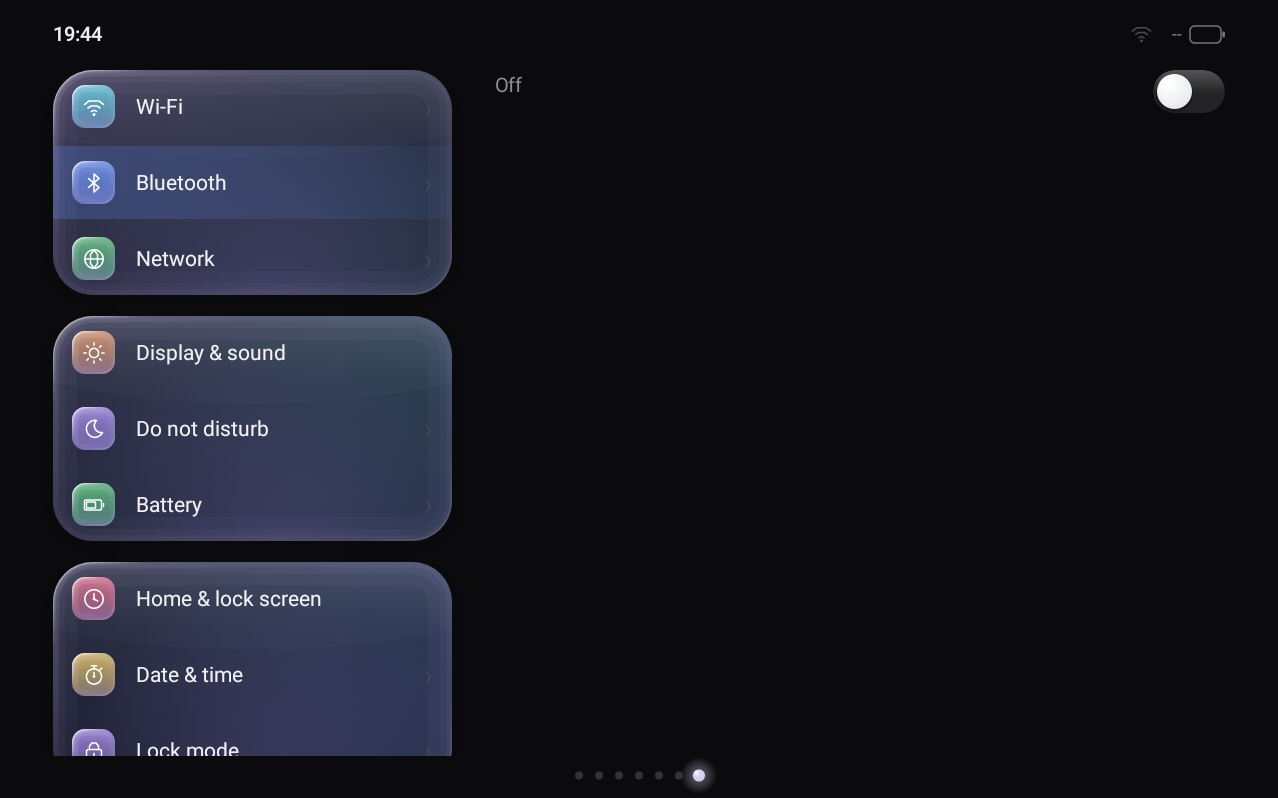 19:44
--
Wi-Fi
Off
Bluetooth
Network
Display & sound
Do not disturb
Battery
Home & lock screen
Date & time
Lock mode